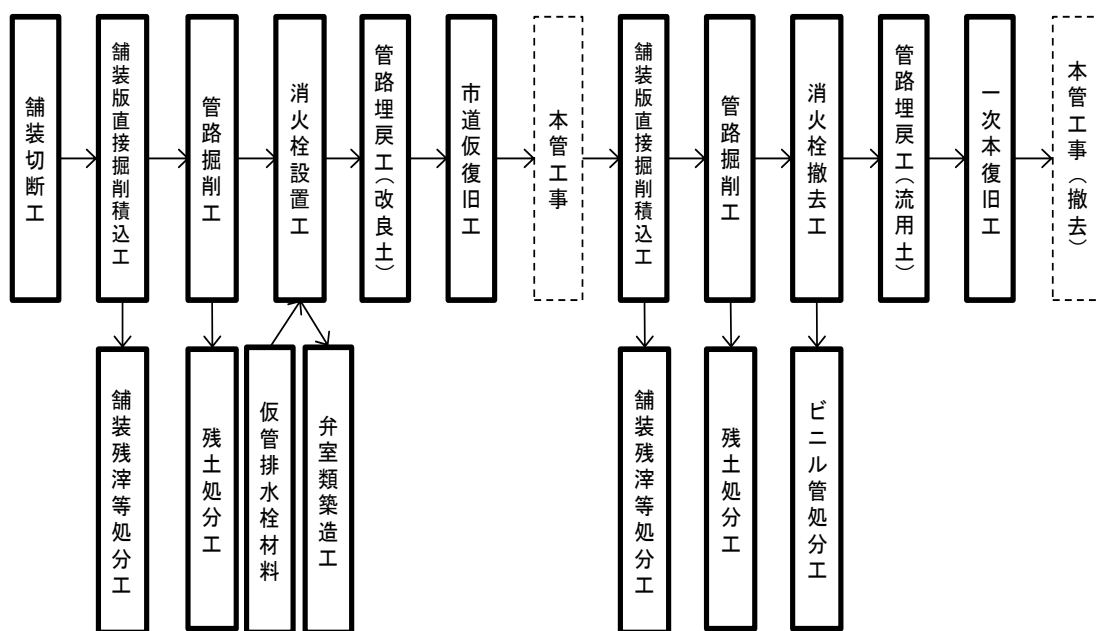 舗装切断工
舗装版直接掘削積込工
管路掘削工
消火栓設置工
管路埋戻工(改良土)
市道仮復旧工
本管工事
舗装版直接掘削積込工
管路掘削工
消火栓撤去工
管路埋戻工(流用土)
一次本復旧工
本管工事(撤去)
舗装残滓等処分工
残土処分工
仮管排水栓材料
弁室類築造工
舗装残滓等処分工
残土処分工
ビニル管処分工